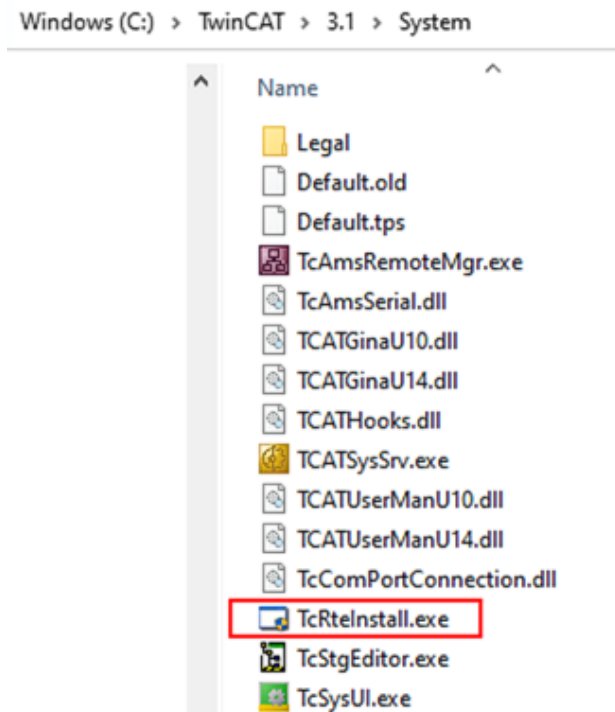 Windows (C:) > TwinCAT > 3.1 > System
Name
Legal
Default.old
Default.tps
TcAmsRemoteMgr.exe
TcAmsSerial.dll
TCATGinaU10.dll
TCATGinaU14.dll
TCATHooks.dll
TCATSysSrv.exe
TCATUserManU10.dll
TCATUserManU14.dll
TcComPortConnection.dll
TcRteInstall.exe
TcStgEditor.exe
TcSysUI.exe